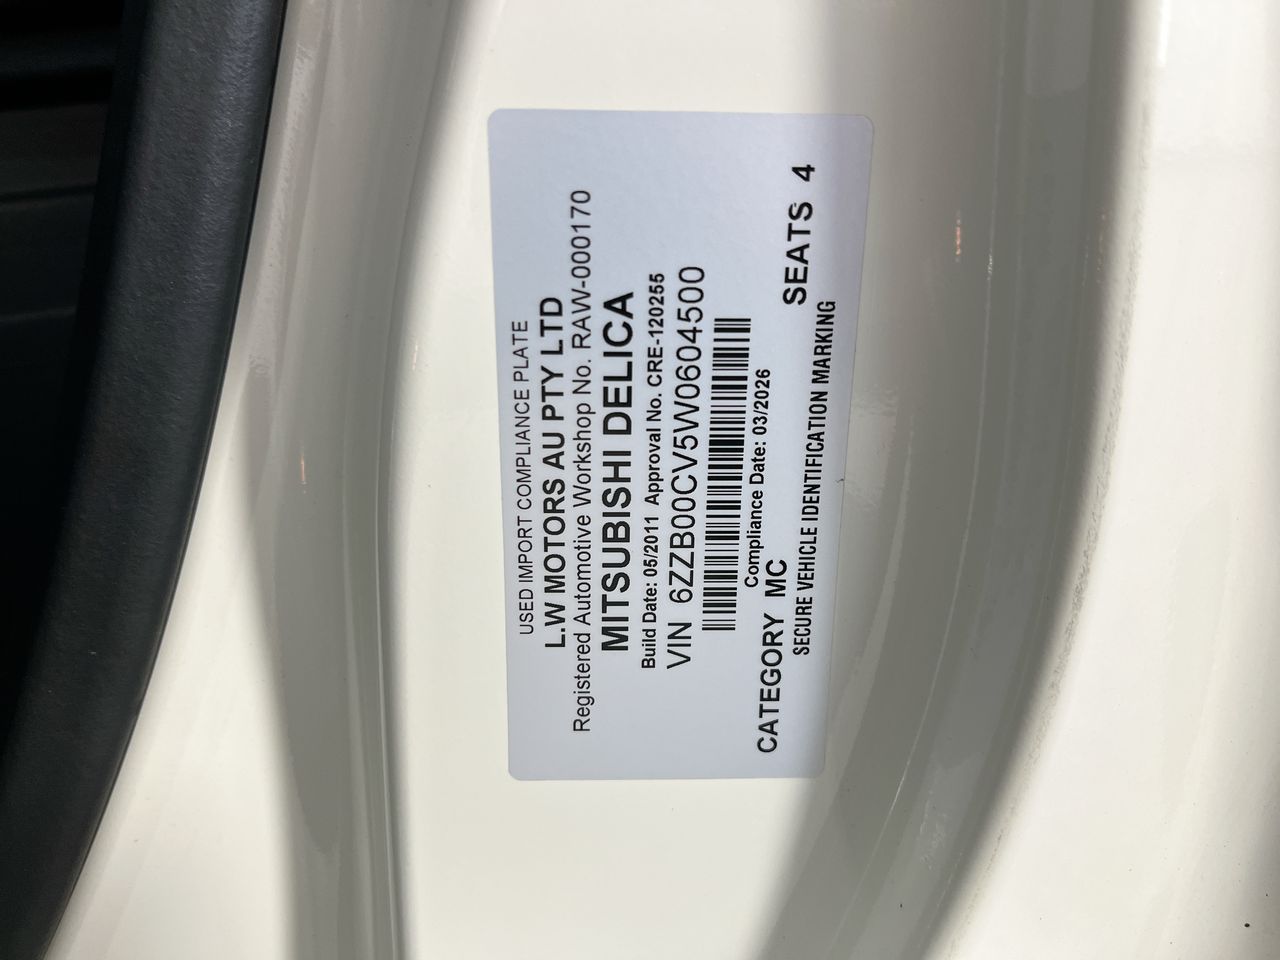 USED IMPORT COMPLIANCE PLATE
L.W MOTORS AU PTY LTD
Registered Automotive Workshop No. RAW-000170
MITSUBISHI DELICA
Build Date: 05/2011 Approval No. CRE-120255
VIN 6ZZB00CV5W0604500
Compliance Date: 03/2026
CATEGORY MC SEATS 4
SECURE VEHICLE IDENTIFICATION MARKING